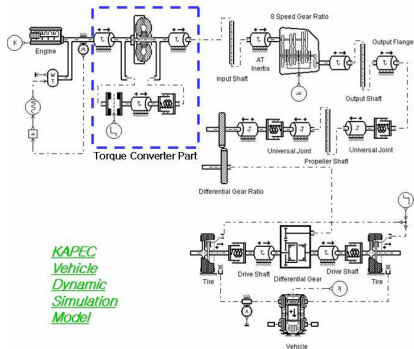 8 Speed Gear Ratio
Engine
Output Flange
AT
Inertia
Input Shaft
Output Shaft
Torque Converter Part
Universal Joint
Universal Joint
Propeller Shaft
Differential Gear Ratio
KAPEC
Vehicle
Dynamic
Simulation
Model
Drive Shaft
Drive Shaft
Tire
Differential Gear
Tire
Vehicle